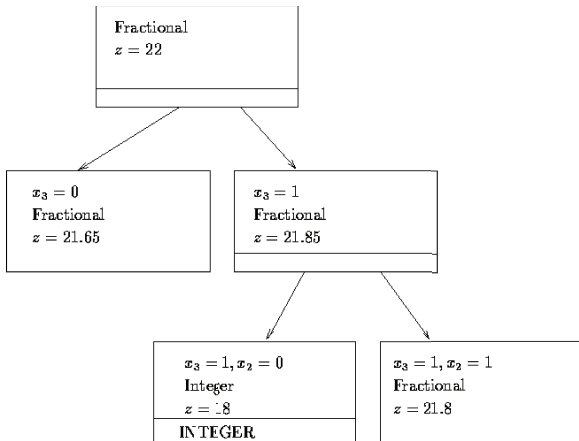 Fractional
z = 22
x₃ = 0
Fractional
z = 21.65
x₃ = 1
Fractional
z = 21.85
x₃ = 1, x₂ = 0
Integer
z = 18
INTEGER
x₃ = 1, x₂ = 1
Fractional
z = 21.8